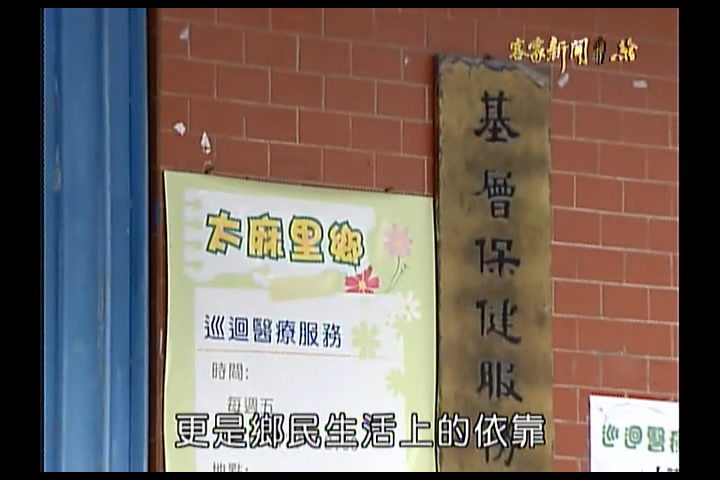 客家新聞
基層保健服務
太麻里鄉
巡迴醫療服務
時間:
每週五
地點:
巡迴醫療
更是鄉民生活上的依靠